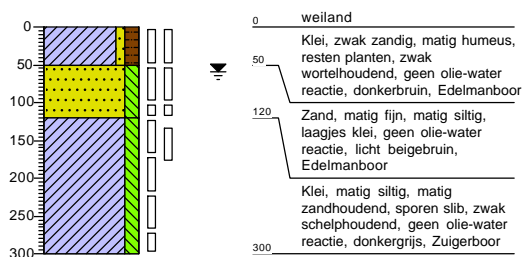 0
50
100
150
200
250
300
0 weiland
Klei, zwak zandig, matig humeus,
resten planten, zwak
50 wortelhoudend, geen olie-water
reactie, donkerbruin, Edelmanboor
120 Zand, matig fijn, matig siltig,
laagjes klei, geen olie-water
reactie, licht beigebruin,
Edelmanboor
Klei, matig siltig, matig
zandhoudend, sporen slib, zwak
schelphoudend, geen olie-water
300 reactie, donkergrijs, Zuigerboor